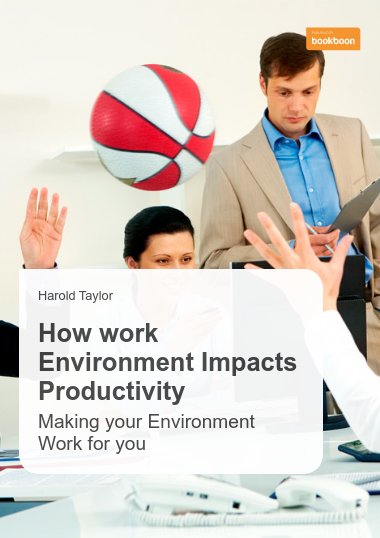 bookboon
Harold Taylor
How work
Environment Impacts
Productivity
Making your Environment
Work for you